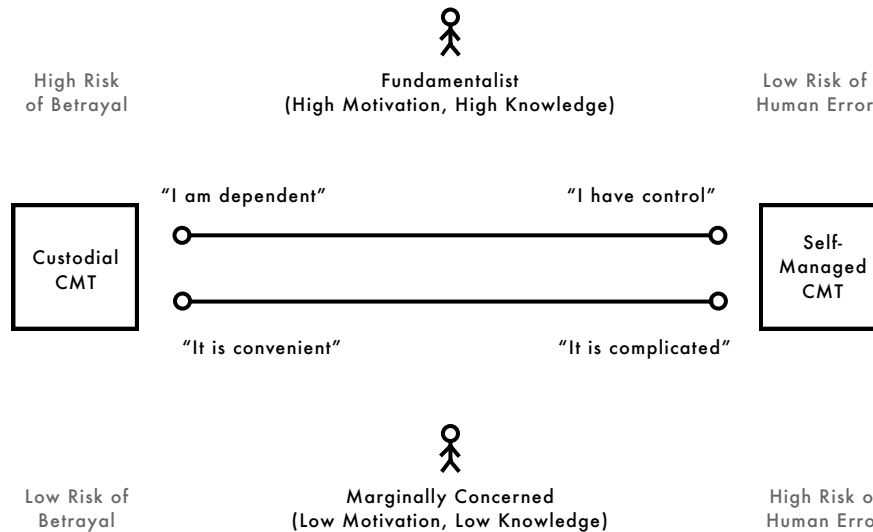 High Risk
of Betrayal
Fundamentalist
(High Motivation, High Knowledge)
Low Risk of
Human Error
"I am dependent"
"I have control"
Custodial
CMT
Self-
Managed
CMT
"It is convenient"
"It is complicated"
Low Risk of
Betrayal
Marginally Concerned
(Low Motivation, Low Knowledge)
High Risk o
Human Erro